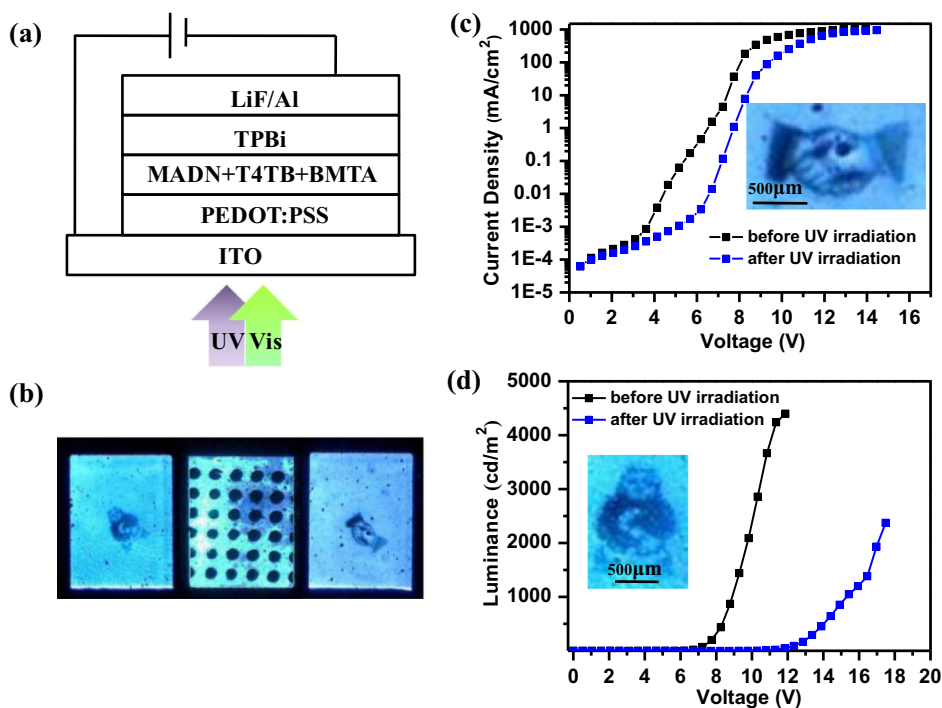 (a)
LiF/Al
TPBi
MADN+T4TB+BMTA
PEDOT:PSS
ITO
UV Vis
(b)
(c)
Current Density (mA/cm²)
1000
100
10
1
0.1
0.01
1E-3
1E-4
1E-5
500μm
before UV irradiation
after UV irradiation
0 2 4 6 8 10 12 14 16
Voltage (V)
(d)
Luminance (cd/m²)
5000
4000
3000
2000
1000
before UV irradiation
after UV irradiation
500μm
0 2 4 6 8 10 12 14 16 18 20
Voltage (V)